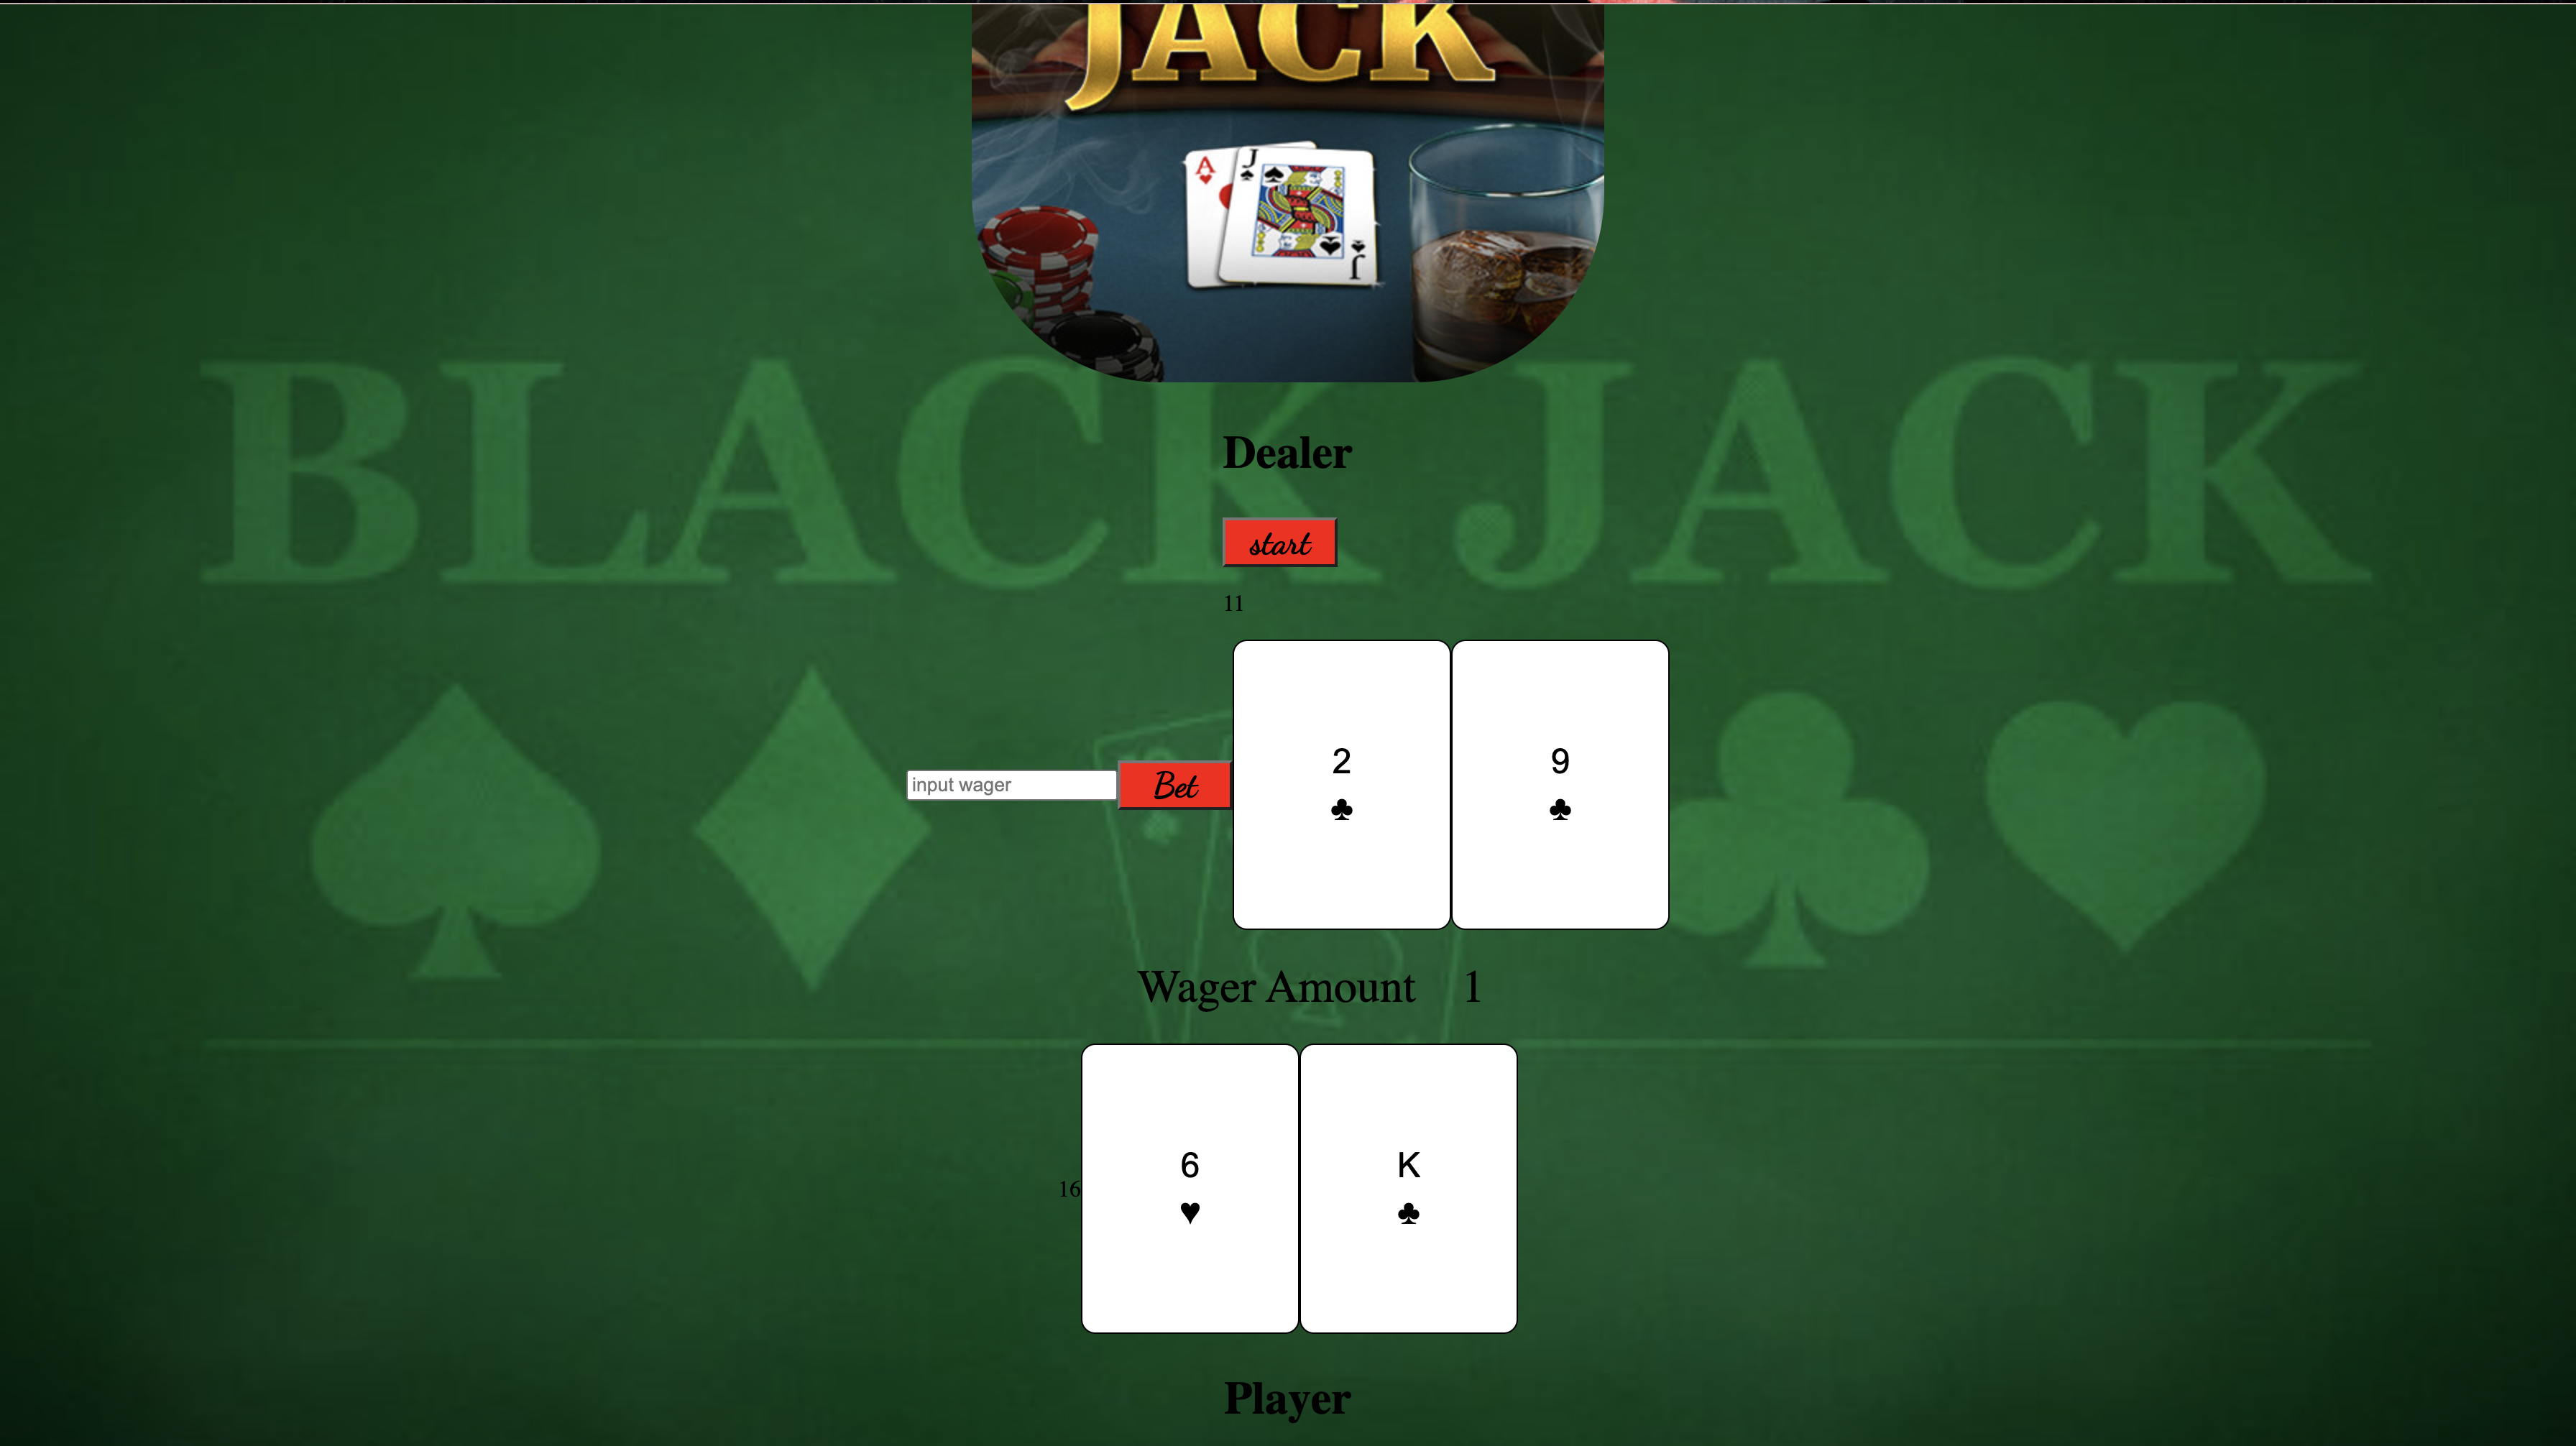 JACK
A
J
J
BLACK JACK
Dealer
start
11
2 9
♣ ♣
input wager Bet
Wager Amount 1
6 K
♥ ♣
16
Player